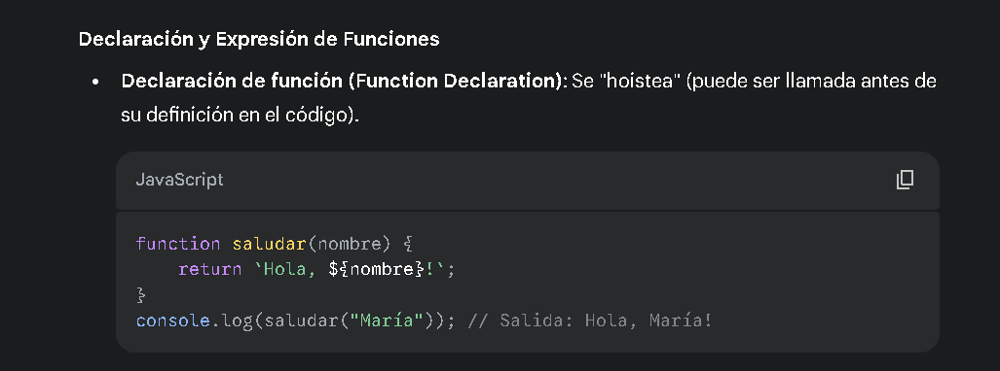 Declaración y Expresión de Funciones
• Declaración de función (Function Declaration): Se "hoistea" (puede ser llamada antes de
su definición en el código).
JavaScript
function saludar(nombre) {
    return `Hola, ${nombre}!`;
}
console.log(saludar("María")); // Salida: Hola, María!